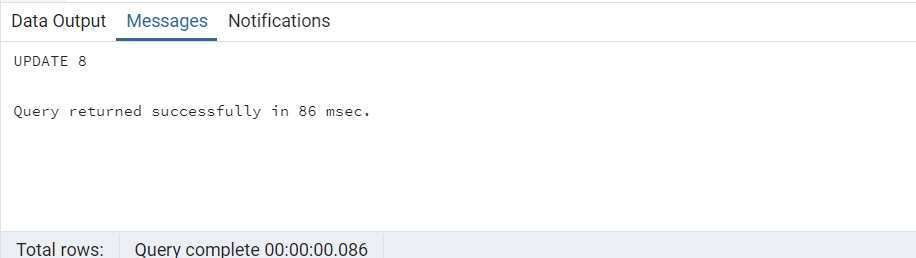 Data Output Messages Notifications
UPDATE 8
Query returned successfully in 86 msec.
Total rows: Query complete 00:00:00.086